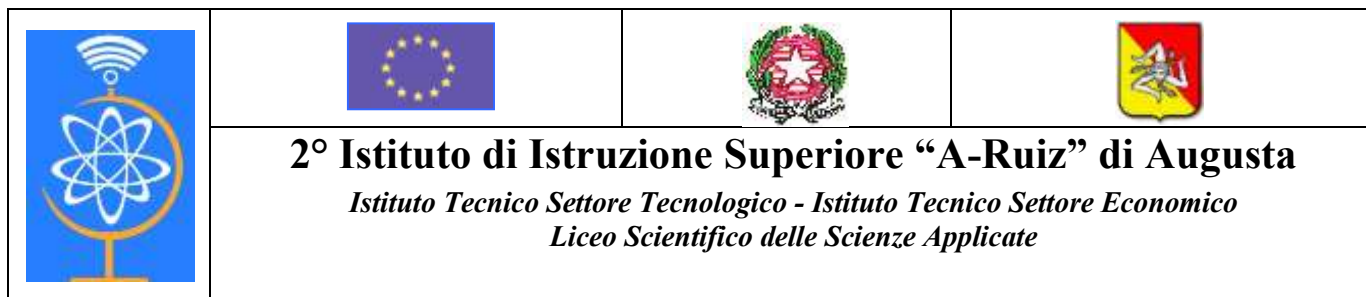 2° Istituto di Istruzione Superiore “A-Ruiz” di Augusta
Istituto Tecnico Settore Tecnologico - Istituto Tecnico Settore Economico
Liceo Scientifico delle Scienze Applicate